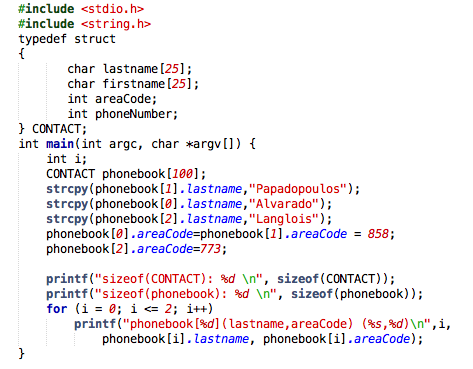 #include <stdio.h>
#include <string.h>
typedef struct
{
       char lastname[25];
       char firstname[25];
       int areaCode;
       int phoneNumber;
} CONTACT;
int main(int argc, char *argv[]) {
    int i;
    CONTACT phonebook[100];
    strcpy(phonebook[1].lastname,"Papadopoulos");
    strcpy(phonebook[0].lastname,"Alvarado");
    strcpy(phonebook[2].lastname,"Langlois");
    phonebook[0].areaCode=phonebook[1].areaCode = 858;
    phonebook[2].areaCode=773;

    printf("sizeof(CONTACT): %d \n", sizeof(CONTACT));
    printf("sizeof(phonebook): %d \n", sizeof(phonebook));
    for (i = 0; i <= 2; i++)
        printf("phonebook[%d](lastname,areaCode) (%s,%d)\n",i,
            phonebook[i].lastname, phonebook[i].areaCode);
}